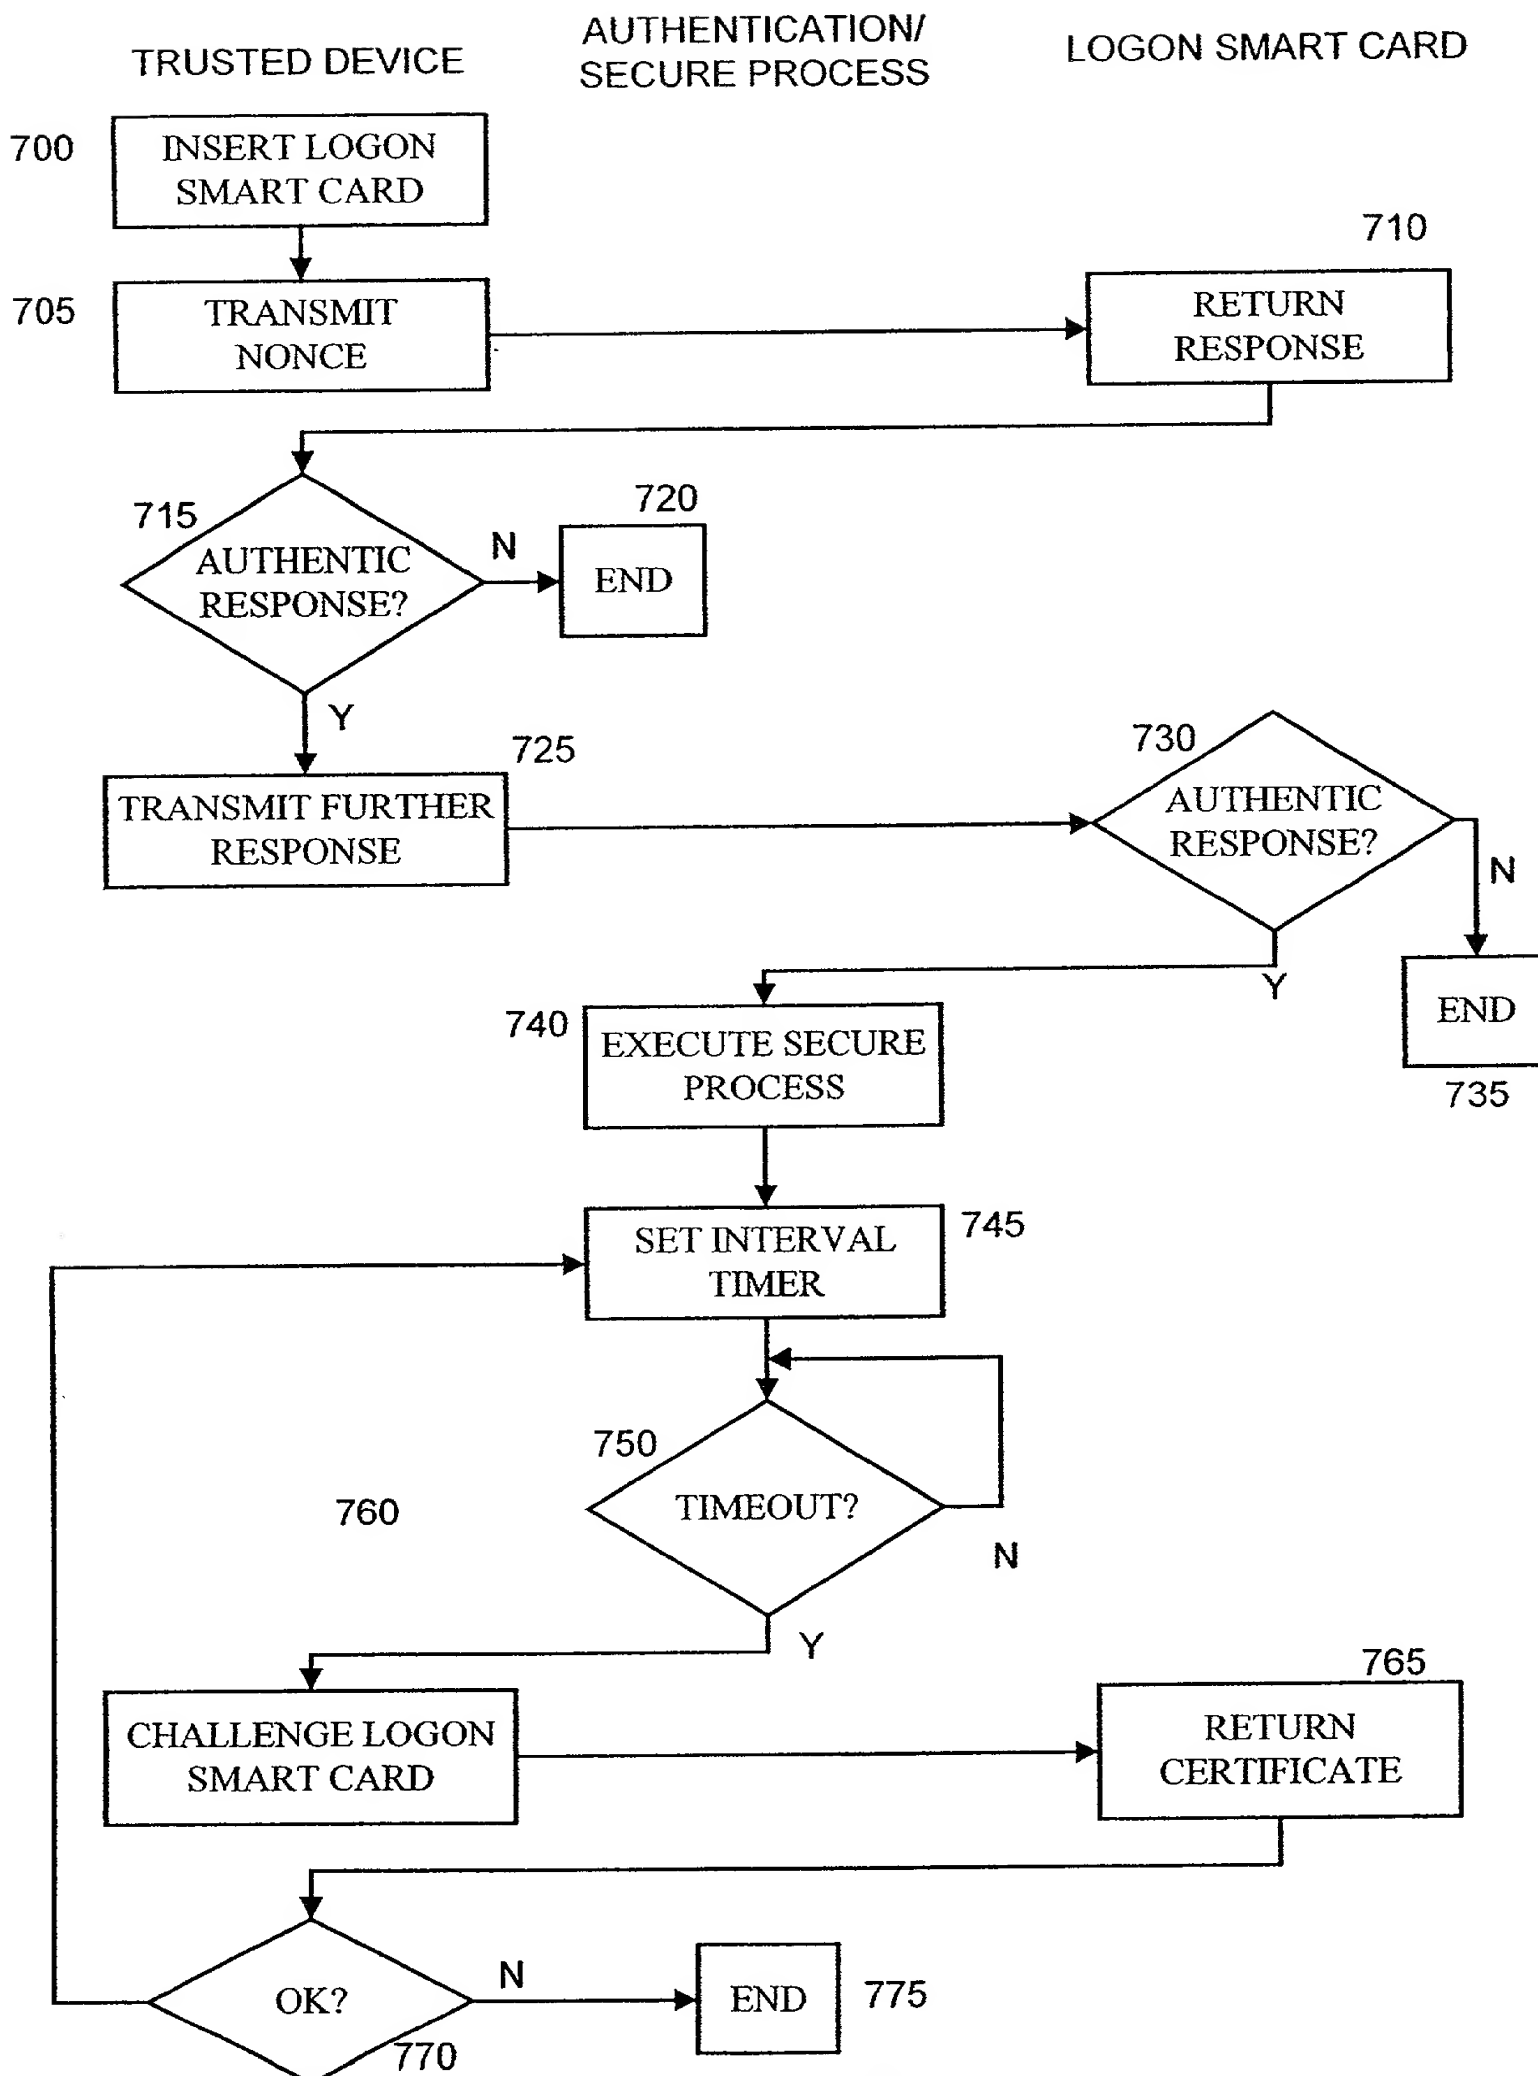 TRUSTED DEVICE
AUTHENTICATION/
SECURE PROCESS
LOGON SMART CARD
700
INSERT LOGON
SMART CARD
710
705
TRANSMIT
NONCE
RETURN
RESPONSE
715
AUTHENTIC
RESPONSE?
N
720
END
Y
725
TRANSMIT FURTHER
RESPONSE
730
AUTHENTIC
RESPONSE?
N
Y
END
735
740
EXECUTE SECURE
PROCESS
SET INTERVAL
TIMER
745
750
TIMEOUT?
N
760
Y
CHALLENGE LOGON
SMART CARD
765
RETURN
CERTIFICATE
OK?
N
END
775
770